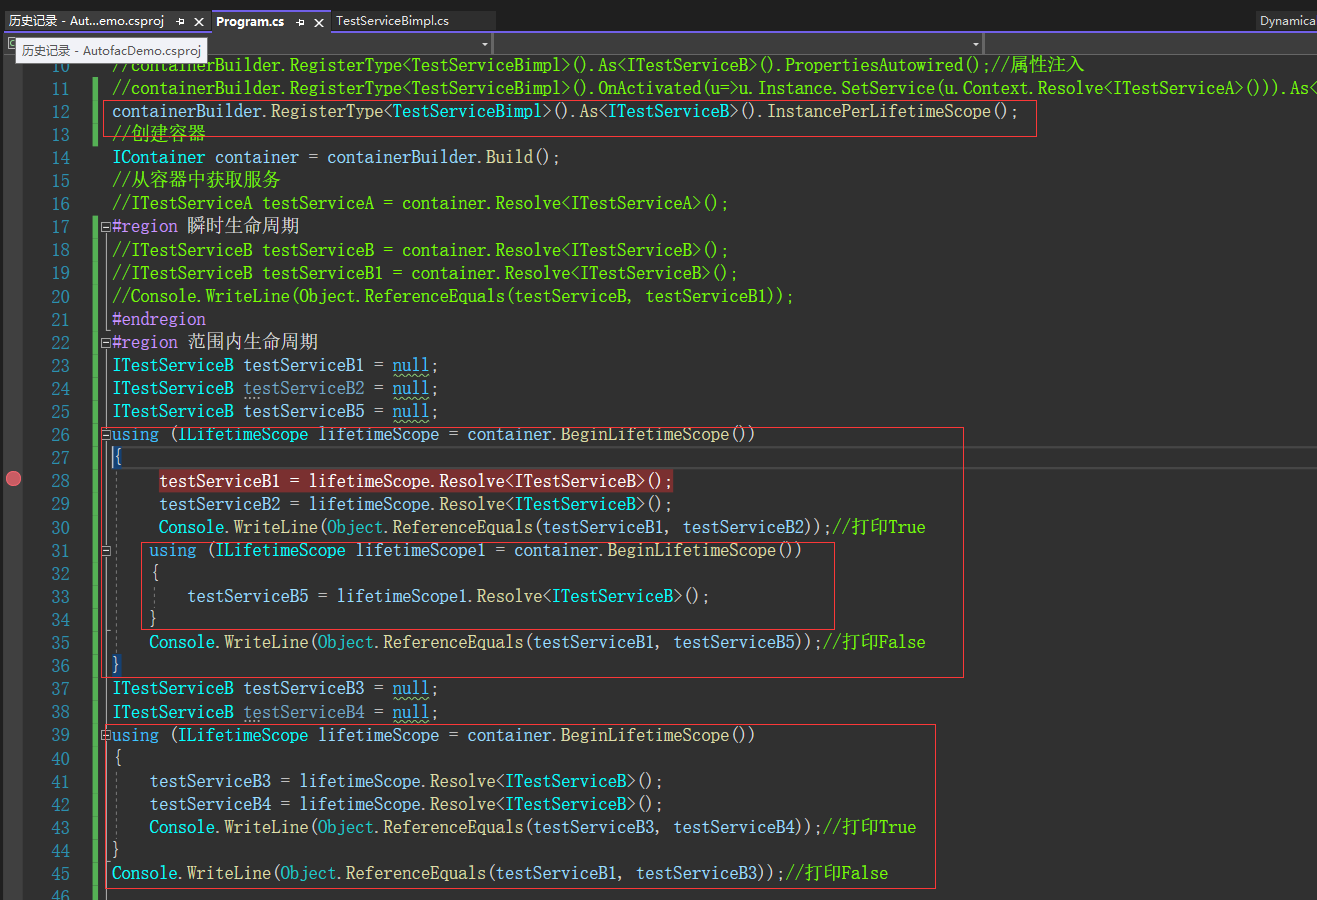 历史记录 - Aut...emo.csproj
Program.cs
TestServiceBimpl.cs
Dynamica
历史记录 - AutofacDemo.csproj
10 //containerBuilder.RegisterType<TestServiceBimpl>().As<ITestServiceB>().PropertiesAutowired();//属性注入
11 //containerBuilder.RegisterType<TestServiceBimpl>().OnActivated(u=>u.Instance.SetService(u.Context.Resolve<ITestServiceA>())).As<
12 containerBuilder.RegisterType<TestServiceBimpl>().As<ITestServiceB>().InstancePerLifetimeScope();
13 //创建容器
14 IContainer container = containerBuilder.Build();
15 //从容器中获取服务
16 //ITestServiceA testServiceA = container.Resolve<ITestServiceA>();
17 #region 瞬时生命周期
18 //ITestServiceB testServiceB = container.Resolve<ITestServiceB>();
19 //ITestServiceB testServiceB1 = container.Resolve<ITestServiceB>();
20 //Console.WriteLine(Object.ReferenceEquals(testServiceB, testServiceB1));
21 #endregion
22 #region 范围内生命周期
23 ITestServiceB testServiceB1 = null;
24 ITestServiceB testServiceB2 = null;
25 ITestServiceB testServiceB5 = null;
26 using (ILifetimeScope lifetimeScope = container.BeginLifetimeScope())
27 {
28 testServiceB1 = lifetimeScope.Resolve<ITestServiceB>();
29 testServiceB2 = lifetimeScope.Resolve<ITestServiceB>();
30 Console.WriteLine(Object.ReferenceEquals(testServiceB1, testServiceB2));//打印True
31 using (ILifetimeScope lifetimeScope1 = container.BeginLifetimeScope())
32 {
33 testServiceB5 = lifetimeScope1.Resolve<ITestServiceB>();
34 }
35 Console.WriteLine(Object.ReferenceEquals(testServiceB1, testServiceB5));//打印False
36 }
37 ITestServiceB testServiceB3 = null;
38 ITestServiceB testServiceB4 = null;
39 using (ILifetimeScope lifetimeScope = container.BeginLifetimeScope())
40 {
41 testServiceB3 = lifetimeScope.Resolve<ITestServiceB>();
42 testServiceB4 = lifetimeScope.Resolve<ITestServiceB>();
43 Console.WriteLine(Object.ReferenceEquals(testServiceB3, testServiceB4));//打印True
44 }
45 Console.WriteLine(Object.ReferenceEquals(testServiceB1, testServiceB3));//打印False
46